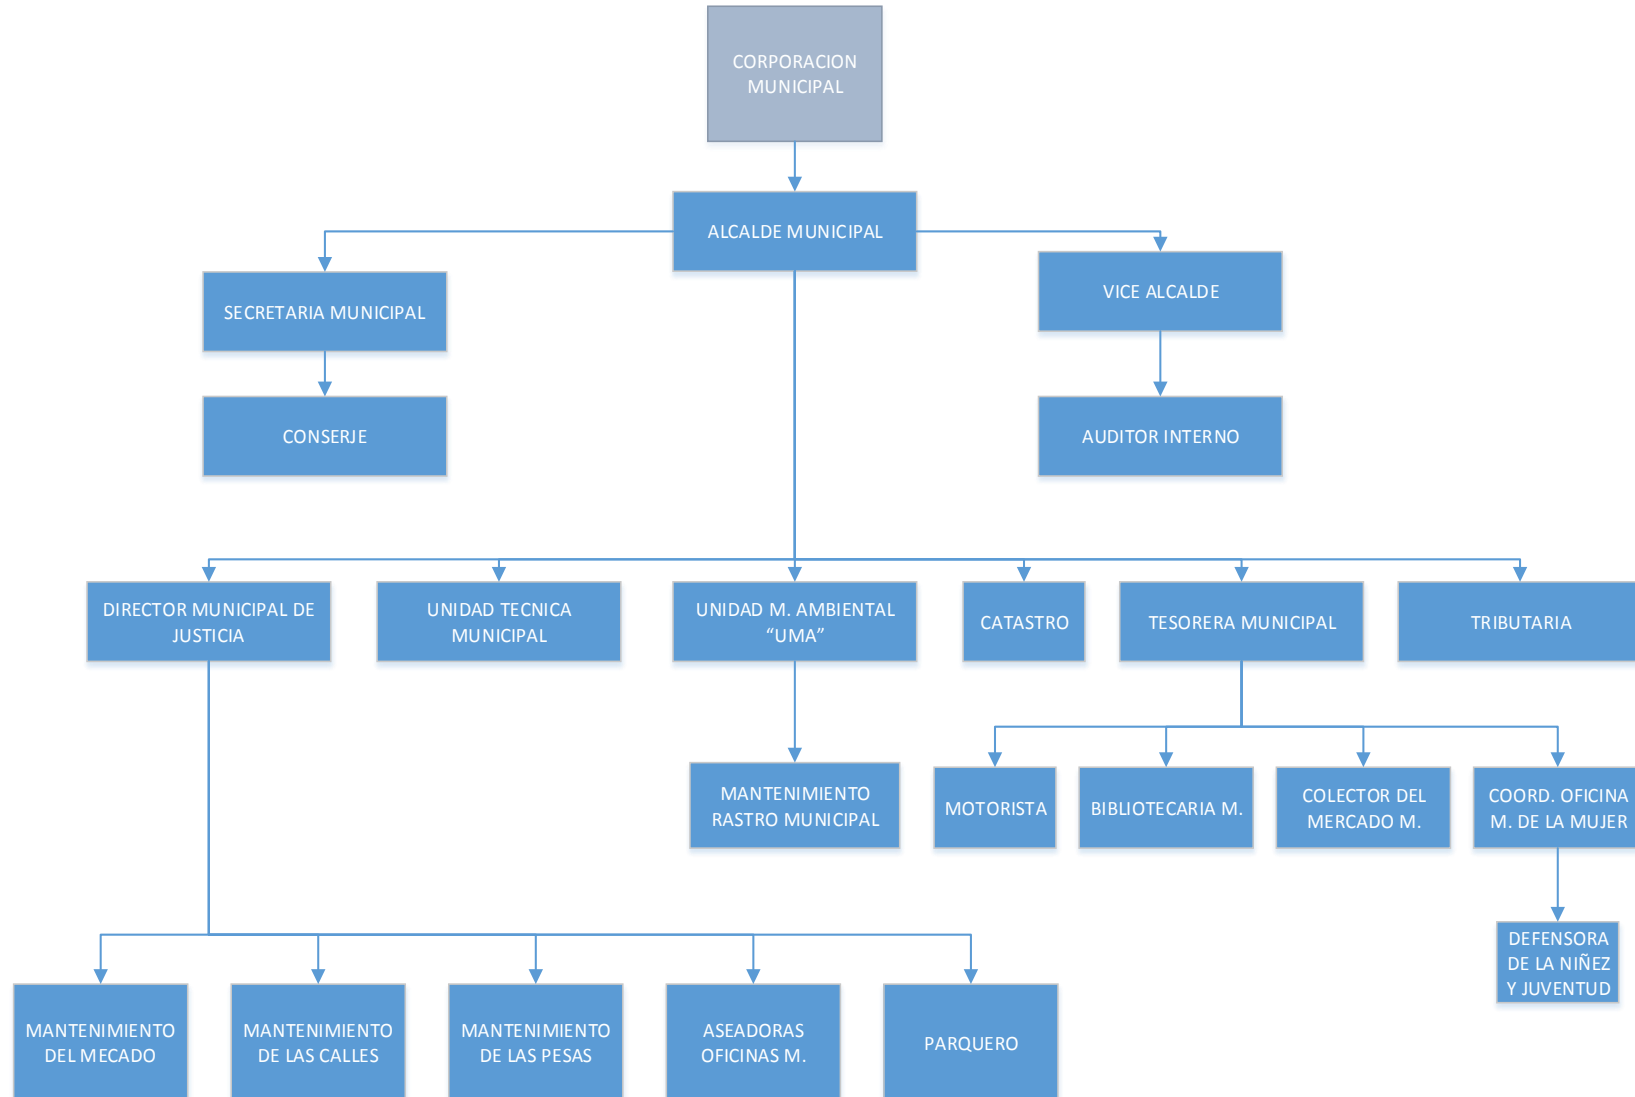 CORPORACION
MUNICIPAL
ALCALDE MUNICIPAL
SECRETARIA MUNICIPAL
VICE ALCALDE
CONSERJE
AUDITOR INTERNO
DIRECTOR MUNICIPAL DE
JUSTICIA
UNIDAD TECNICA
MUNICIPAL
UNIDAD M. AMBIENTAL
“UMA”
CATASTRO
TESORERA MUNICIPAL
TRIBUTARIA
MANTENIMIENTO
RASTRO MUNICIPAL
MOTORISTA
BIBLIOTECARIA M.
COLECTOR DEL
MERCADO M.
COORD. OFICINA
M. DE LA MUJER
DEFENSORA
DE LA NIÑEZ
Y JUVENTUD
MANTENIMIENTO
DEL MECADO
MANTENIMIENTO
DE LAS CALLES
MANTENIMIENTO
DE LAS PESAS
ASEADORAS
OFICINAS M.
PARQUERO